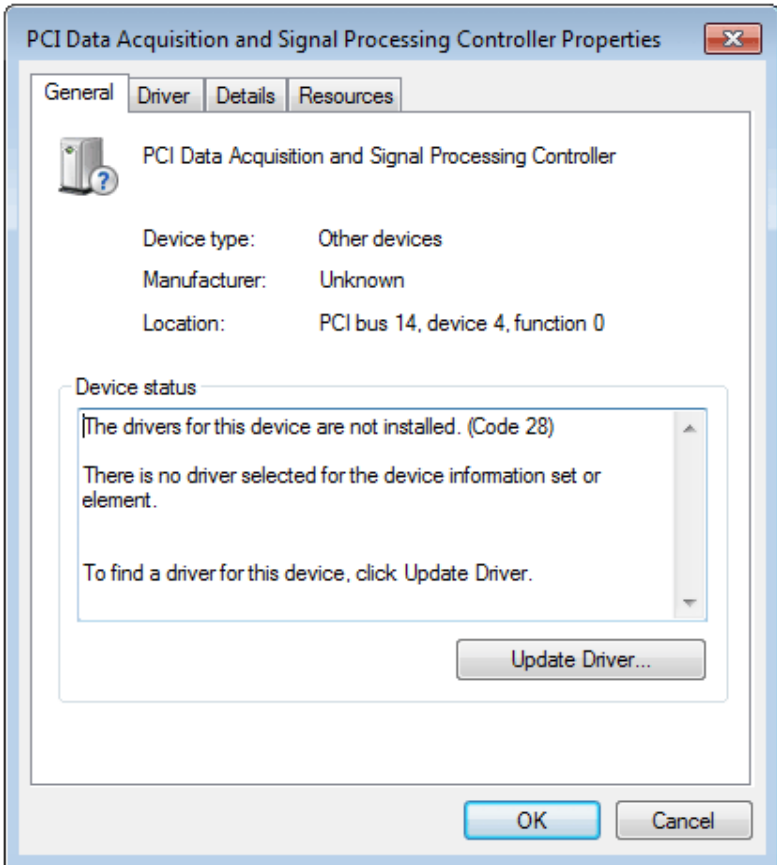 PCI Data Acquisition and Signal Processing Controller Properties
General Driver Details Resources
PCI Data Acquisition and Signal Processing Controller
Device type: Other devices
Manufacturer: Unknown
Location: PCI bus 14, device 4, function 0
Device status
The drivers for this device are not installed. (Code 28)
There is no driver selected for the device information set or
element.
To find a driver for this device, click Update Driver.
Update Driver...
OK Cancel